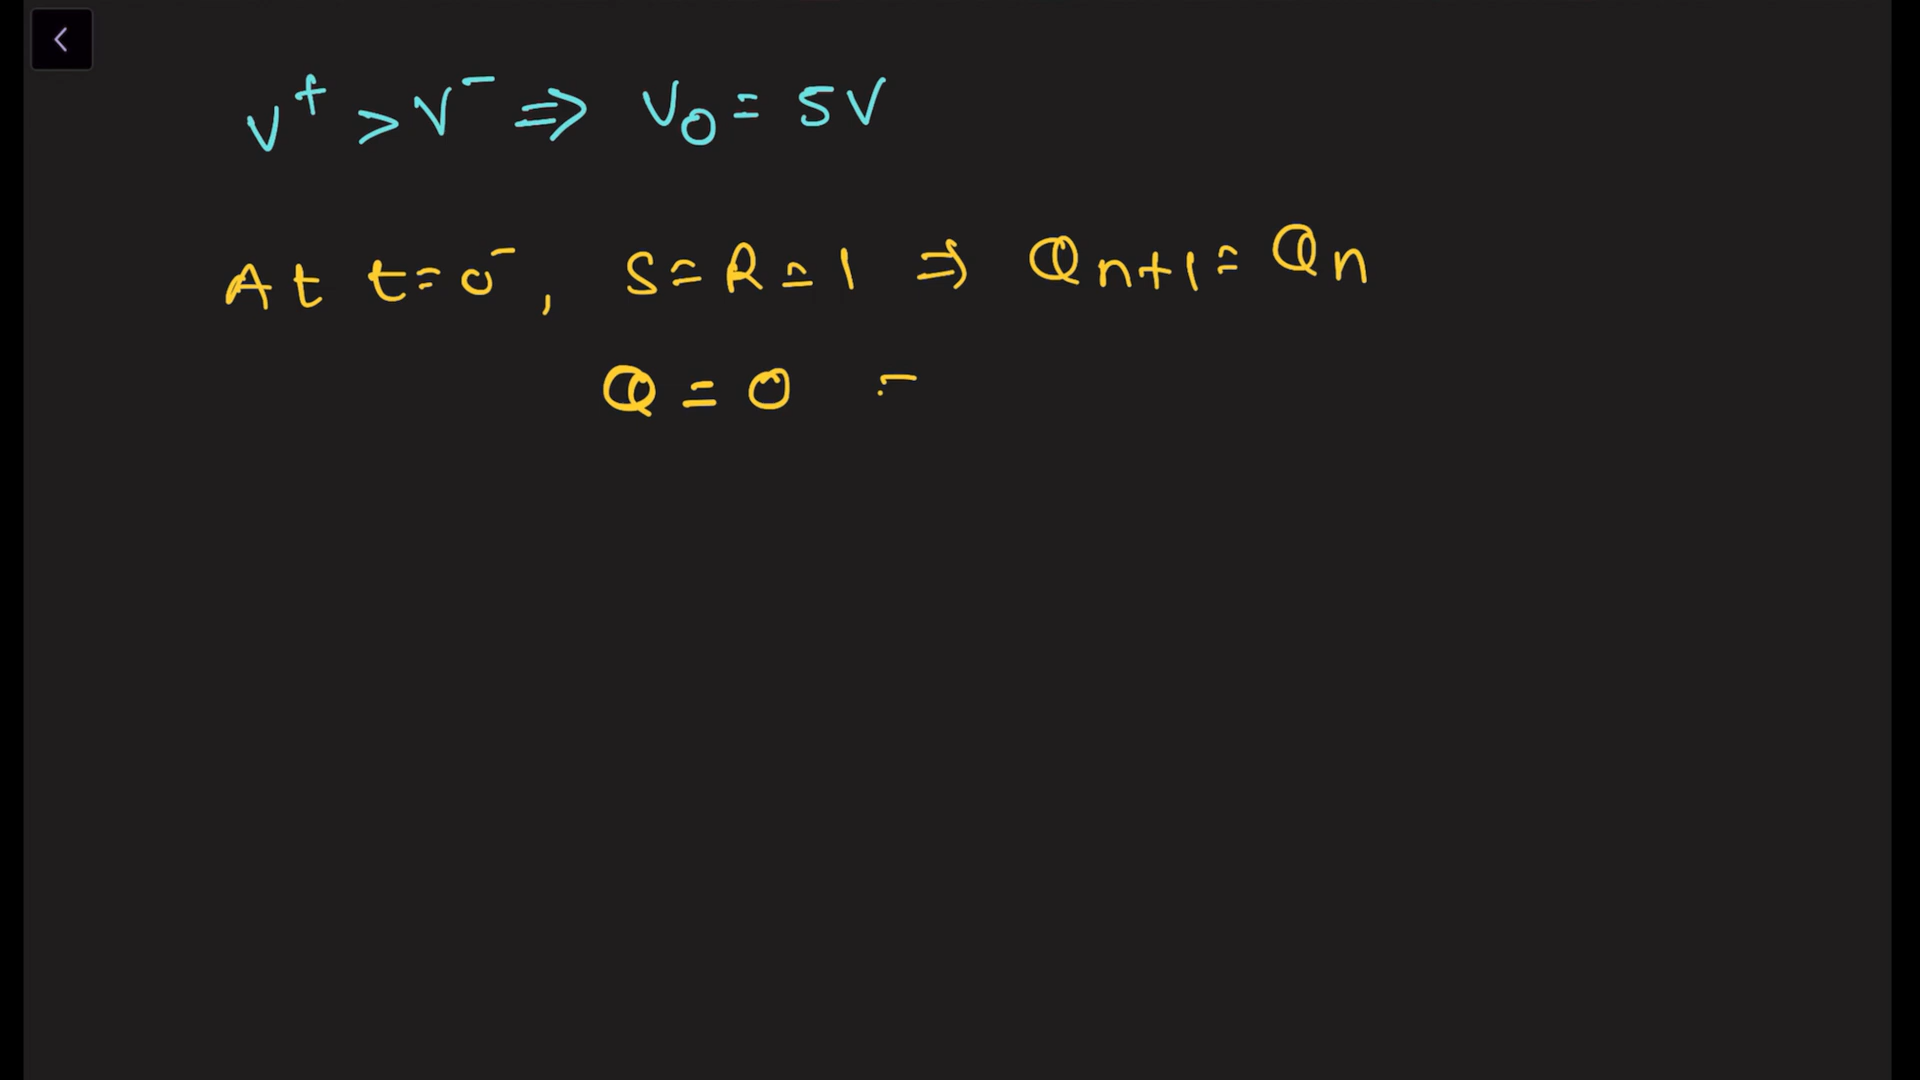 V⁺ > V⁻ ⇒ V₀ = 5V
At t=0⁻, S=R=1 ⇒ Qn+1 = Qn
Q = 0